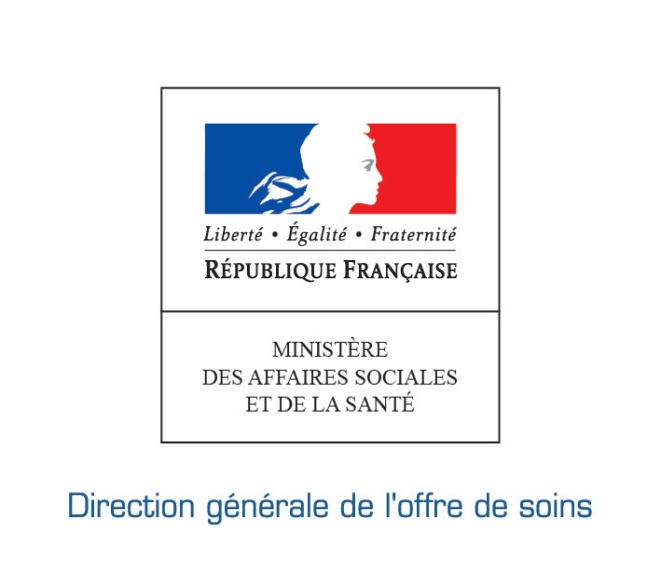 Liberté • Égalité • Fraternité
RÉPUBLIQUE FRANÇAISE
MINISTÈRE
DES AFFAIRES SOCIALES
ET DE LA SANTÉ
Direction générale de l'offre de soins